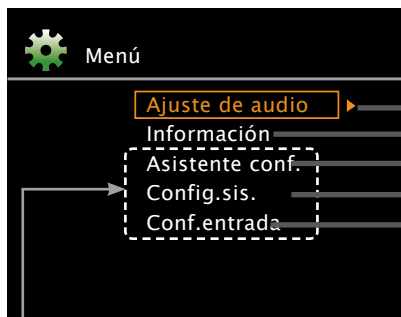 Menú
Ajuste de audio
Información
Asistente conf.
Config.sis.
Conf.entrada